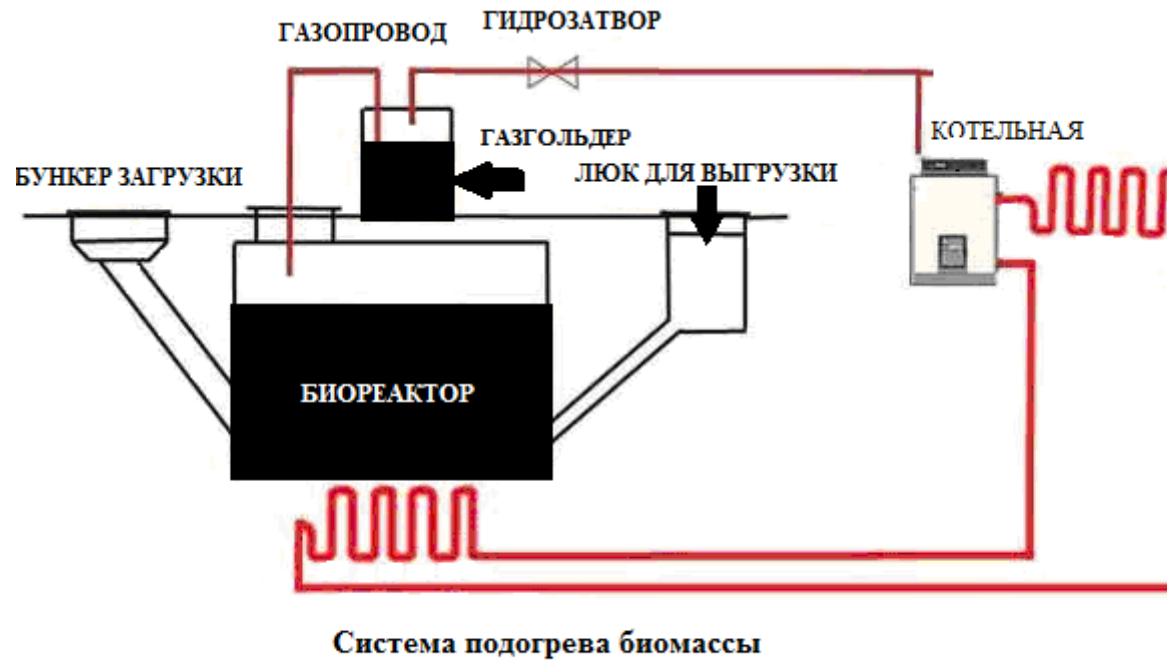 ГАЗОПРОВОД
ГИДРОЗАТВОР
ГАЗГОЛЬДЕР
КОТЕЛЬНАЯ
БУНКЕР ЗАГРУЗКИ
ЛЮК ДЛЯ ВЫГРУЗКИ
БИОРЕАКТОР
Система подогрева биомассы